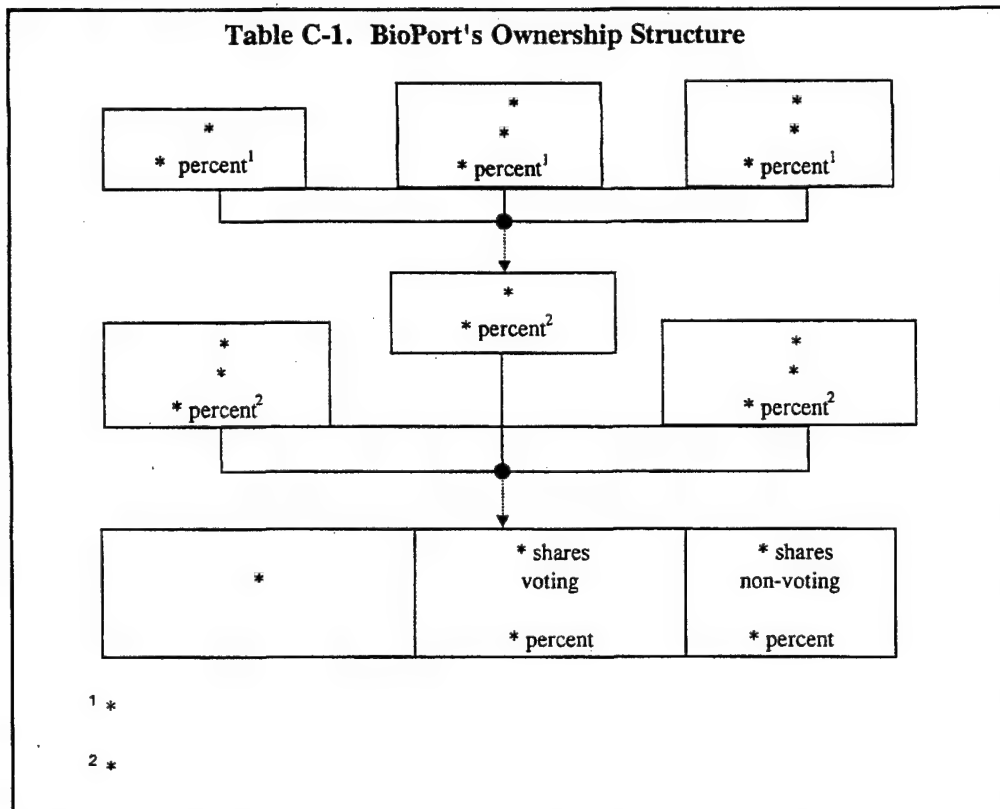 Table C-1. BioPort's Ownership Structure
*
* percent¹
*
*
* percent¹
*
*
* percent¹
*
* percent²
*
*
* percent²
*
*
* percent²
*
* shares
voting
* percent
* shares
non-voting
* percent
¹ *
² *